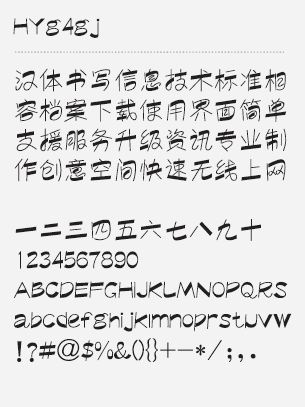 HYg4gj
汉体书写信息技术标准相
容档案下载使用界面简单
支援服务升级资讯专业制
作创意空间快速无线上网
一二三四五六七八九十
1234567890
ABCDEFGHIJKLMNOPQRS
abcdefghijklmnopqrstuvw
!?#@$%&(){}+-*/;,.